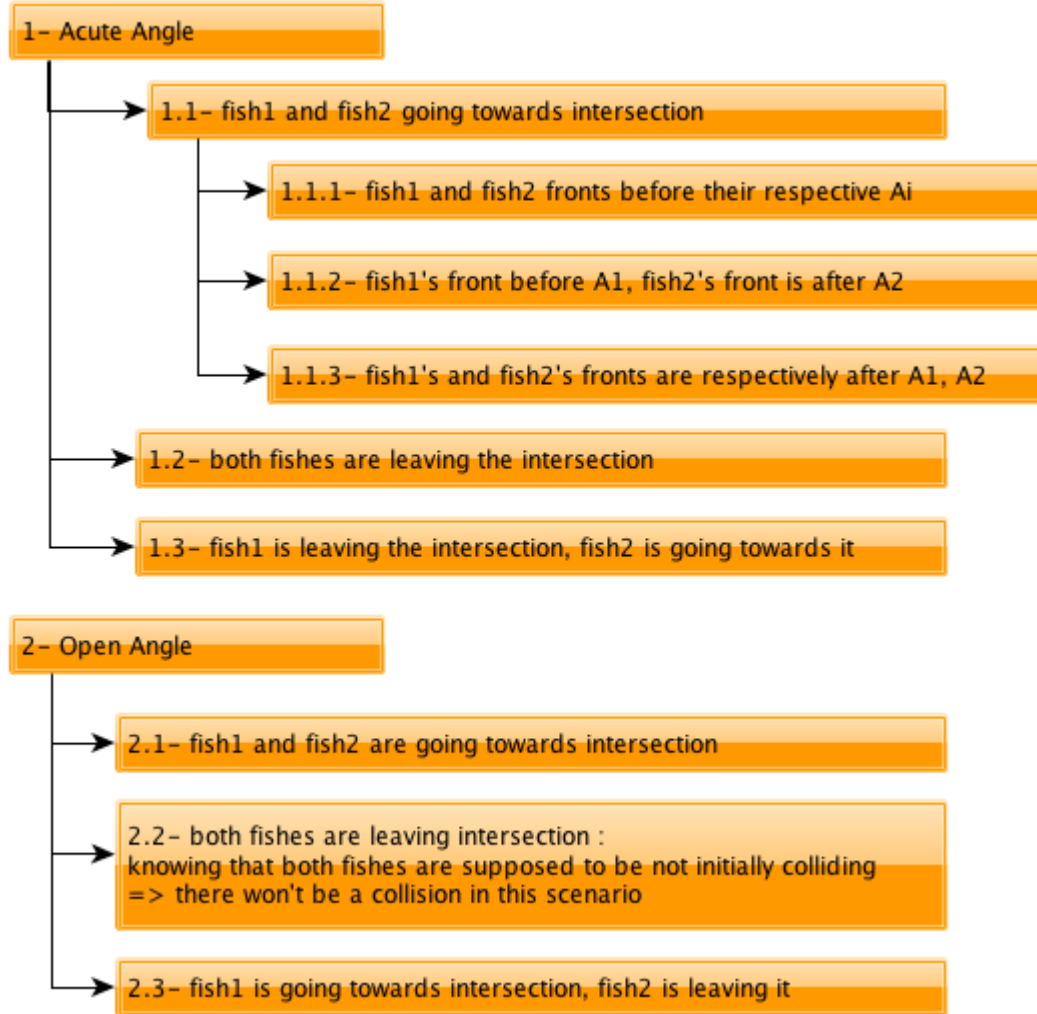 1- Acute Angle
1.1- fish1 and fish2 going towards intersection
1.1.1- fish1 and fish2 fronts before their respective Ai
1.1.2- fish1's front before A1, fish2's front is after A2
1.1.3- fish1's and fish2's fronts are respectively after A1, A2
1.2- both fishes are leaving the intersection
1.3- fish1 is leaving the intersection, fish2 is going towards it
2- Open Angle
2.1- fish1 and fish2 are going towards intersection
2.2- both fishes are leaving intersection :
knowing that both fishes are supposed to be not initially colliding
=> there won't be a collision in this scenario
2.3- fish1 is going towards intersection, fish2 is leaving it